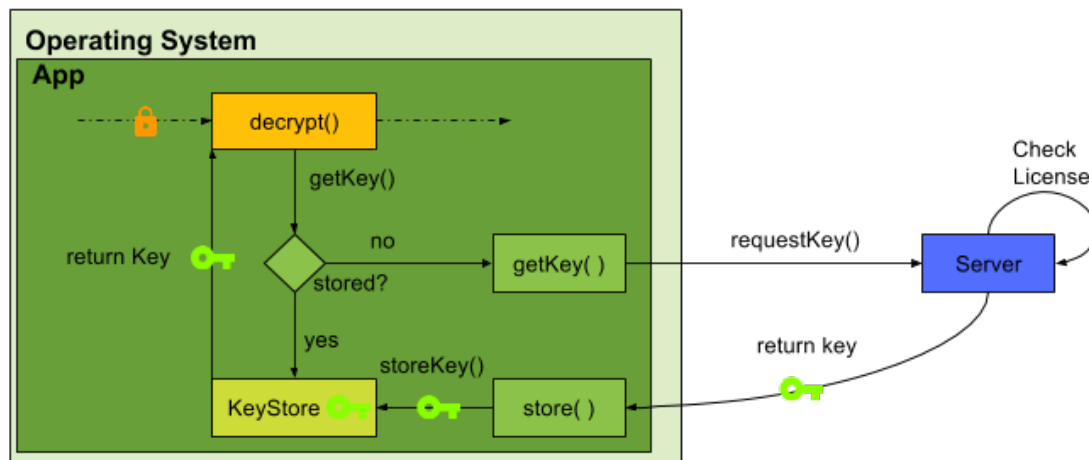 Operating System
App
decrypt()
getKey()
Check
License
return Key
no
stored?
getKey( )
requestKey()
Server
yes
storeKey()
return key
KeyStore
store( )